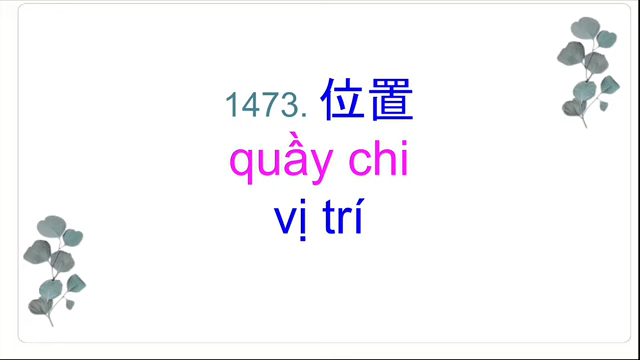 1473. 位置
quầy chi
vị trí